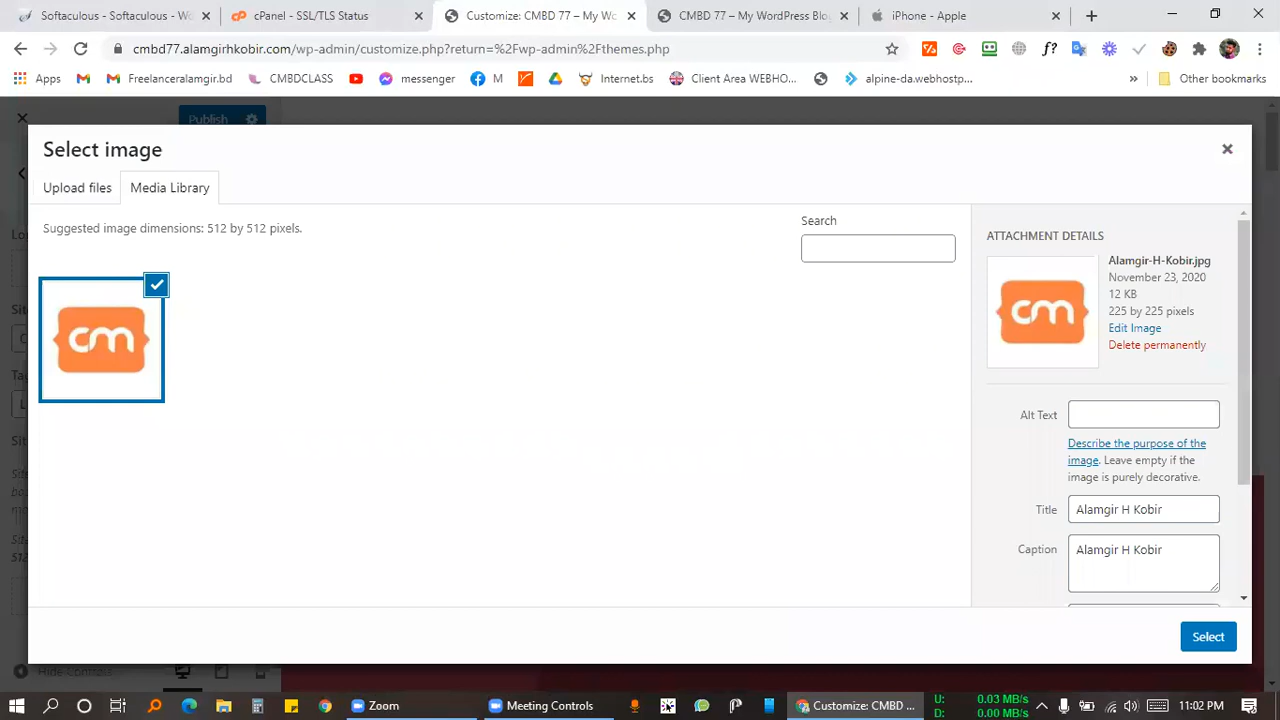 Softaculous - Softaculous - WordP
cPanel - SSL/TLS Status
Customize: CMBD 77 – My Wo
CMBD 77 – My WordPress Blog
iPhone - Apple
cmbd77.alamgirhkobir.com/wp-admin/customize.php?return=%2Fwp-admin%2Fthemes.php
Apps
Freelanceralamgir.bd
CMBDCLASS
messenger
M
Internet.bs
Client Area WEBHO...
alpine-da.webhostp...
Other bookmarks
Publish
Select image
Upload files
Media Library
Suggested image dimensions: 512 by 512 pixels.
Search
cm
ATTACHMENT DETAILS
cm
Alamgir-H-Kobir.jpg
November 23, 2020
12 KB
225 by 225 pixels
Edit Image
Delete permanently
Alt Text
Describe the purpose of the
image. Leave empty if the
image is purely decorative.
Title
Alamgir H Kobir
Caption
Alamgir H Kobir
Select
Hide Controls
Zoom
Meeting Controls
Customize: CMBD ...
U: 0.03 MB/s
D: 0.00 MB/s
11:02 PM